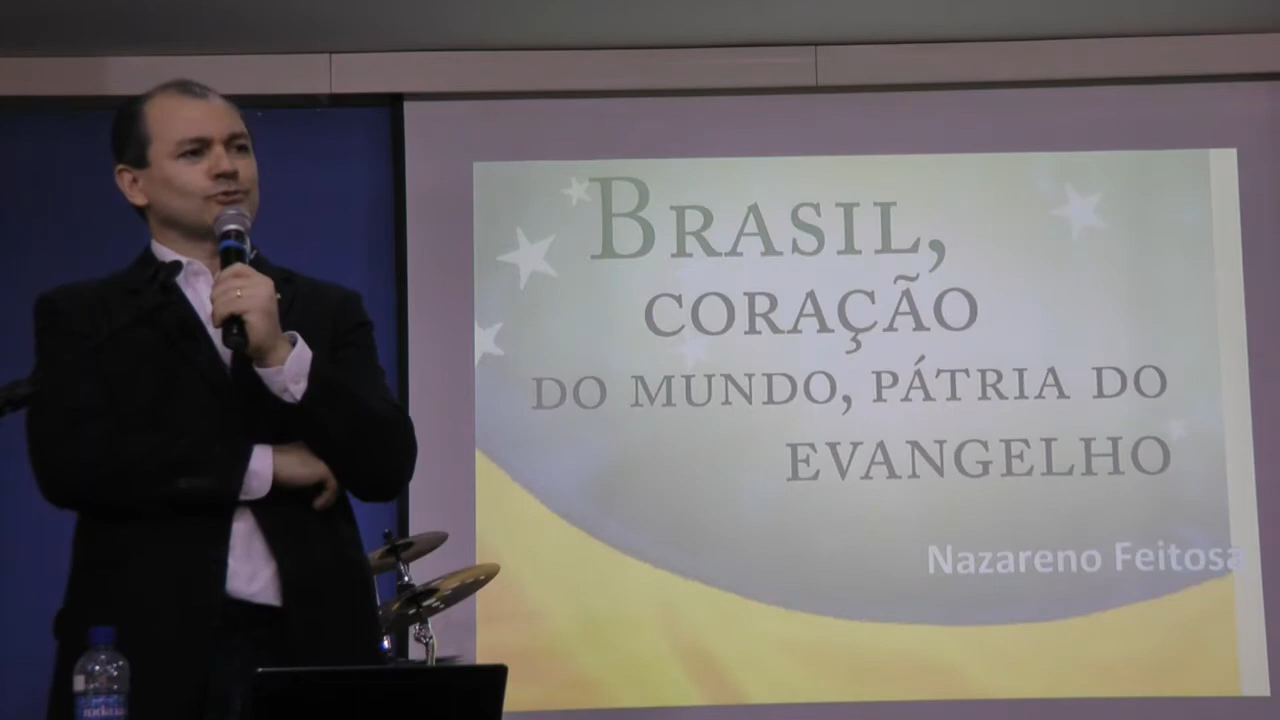 Brasil,
coração
do mundo, pátria do
evangelho
Nazareno Feitosa